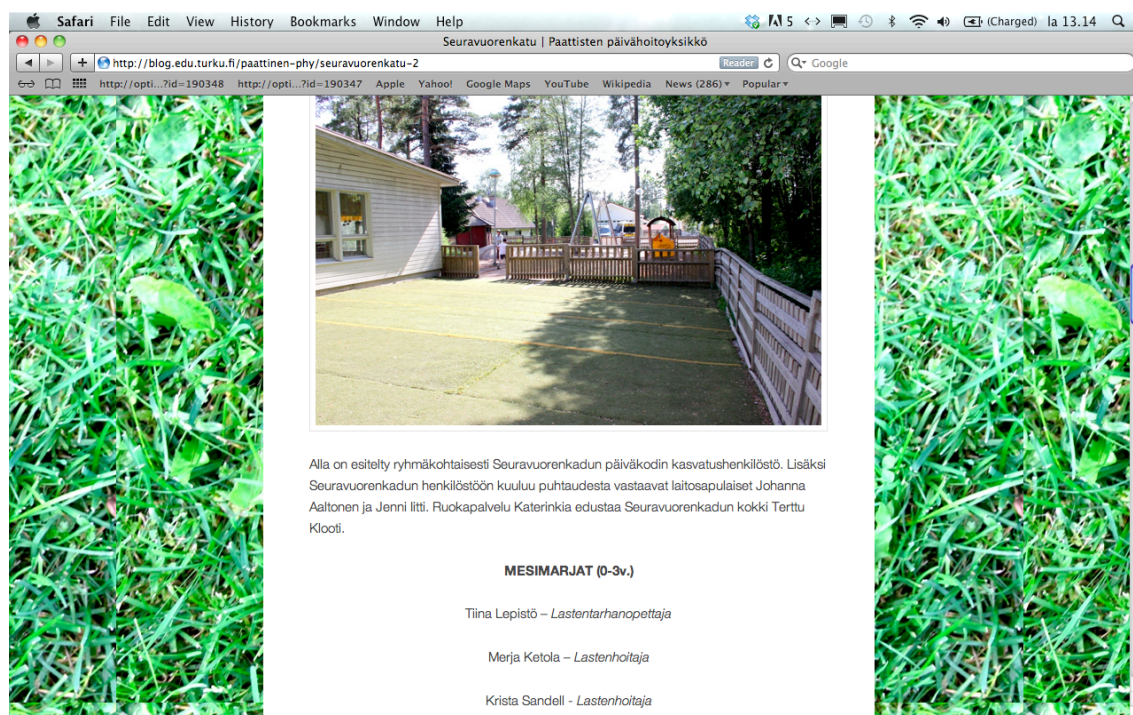 Safari File Edit View History Bookmarks Window Help 5 (Charged) la 13.14
Seuravuorenkatu | Paattisten päivähoitoyksikkö
http://blog.edu.turku.fi/paattinen-phy/seuravuorenkatu-2 Reader Google
http://opti...?id=190348 http://opti...?id=190347 Apple Yahoo! Google Maps YouTube Wikipedia News (286) Popular
Alla on esitelty ryhmäkohtaisesti Seuravuorenkadun päiväkodin kasvatushenkilöstö. Lisäksi
Seuravuorenkadun henkilöstöön kuuluu puhtaudesta vastaavat laitosapulaiset Johanna
Aaltonen ja Jenni Iitti. Ruokapalvelu Katerinkia edustaa Seuravuorenkadun kokki Terttu
Klooti.
MESIMARJAT (0-3v.)
Tiina Lepistö – Lastentarhanopettaja
Merja Ketola – Lastenhoitaja
Krista Sandell - Lastenhoitaja